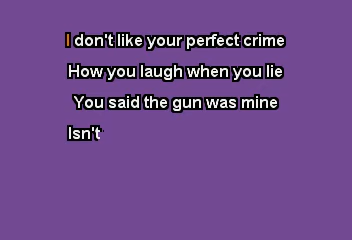 I don't like your perfect crime
How you laugh when you lie
You said the gun was mine
Isn't